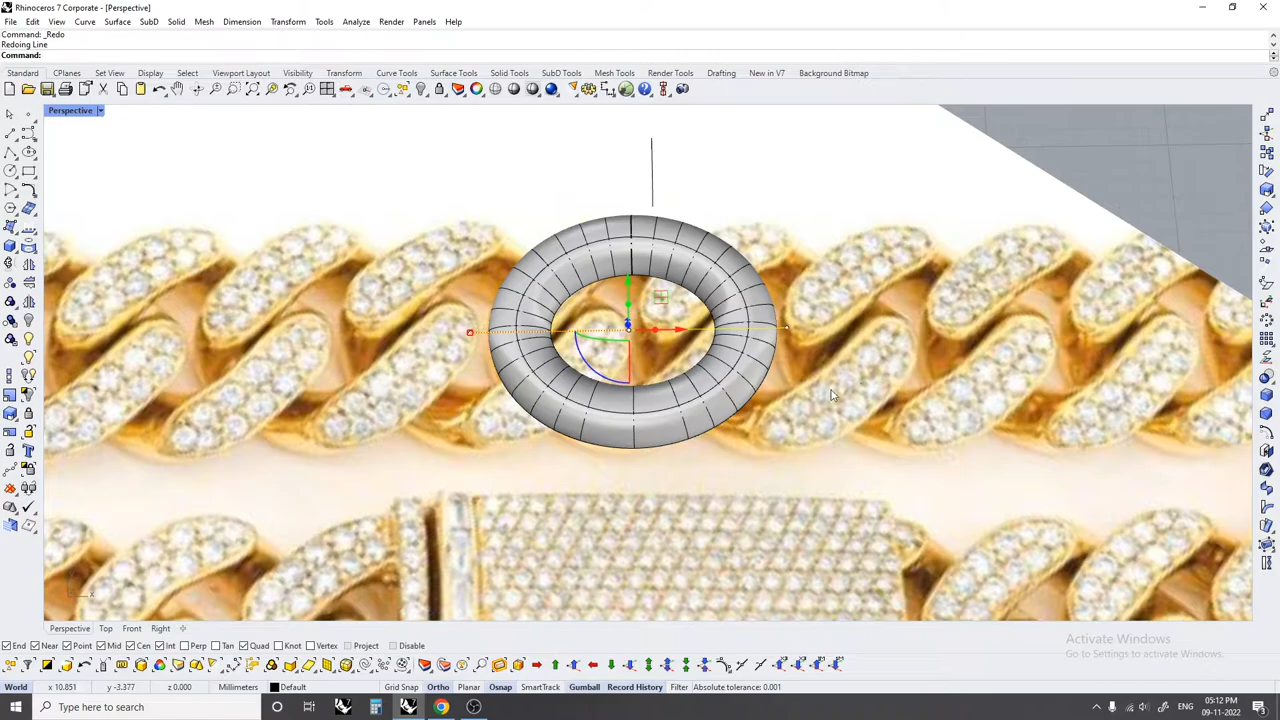 Rhinoceros 7 Corporate - [Perspective]
File Edit View Curve Surface SubD Solid Mesh Dimension Transform Tools Analyze Render Panels Help
Command: _Redo
Redoing Line
Command:
Standard CPlanes Set View Display Select Viewport Layout Visibility Transform Curve Tools Surface Tools Solid Tools SubD Tools Mesh Tools Render Tools Drafting New in V7 Background Bitmap
Perspective
x
Perspective Top Front Right
End Near Point Mid Cen Int Perp Tan Quad Knot Vertex Project Disable
Activate Windows
Go to Settings to activate Windows.
World x 10.851 y -3.377 z 0.000 Millimeters Default Grid Snap Ortho Planar Osnap SmartTrack Gumball Record History Filter Absolute tolerance: 0.001
Type here to search
ENG
05:12 PM
09-11-2022